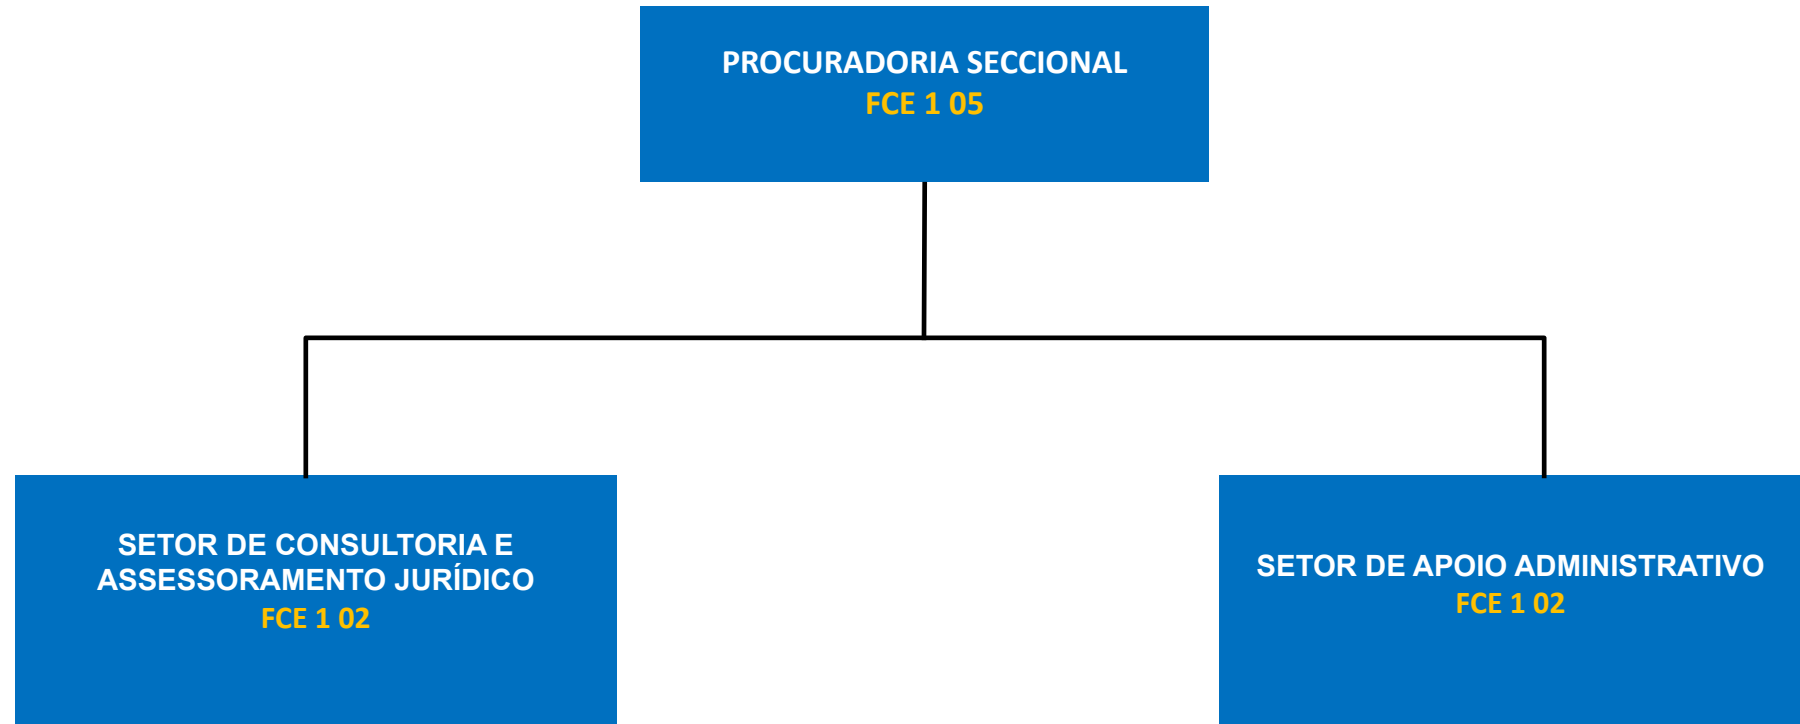 PROCURADORIA SECCIONAL
FCE 1 05
SETOR DE CONSULTORIA E
ASSESSORAMENTO JURÍDICO
FCE 1 02
SETOR DE APOIO ADMINISTRATIVO
FCE 1 02